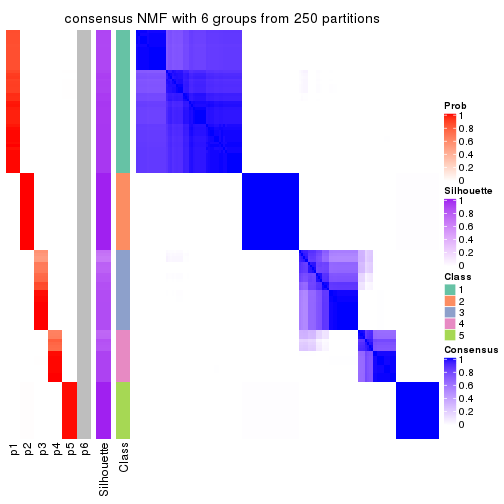 consensus NMF with 6 groups from 250 partitions
Prob
1
0.8
0.6
0.4
0.2
0
Silhouette
1
0.8
0.6
0.4
0.2
0
Class
1
2
3
4
5
Consensus
1
0.8
0.6
0.4
0.2
0
p1
p2
p3
p4
p5
p6
Silhouette
Class